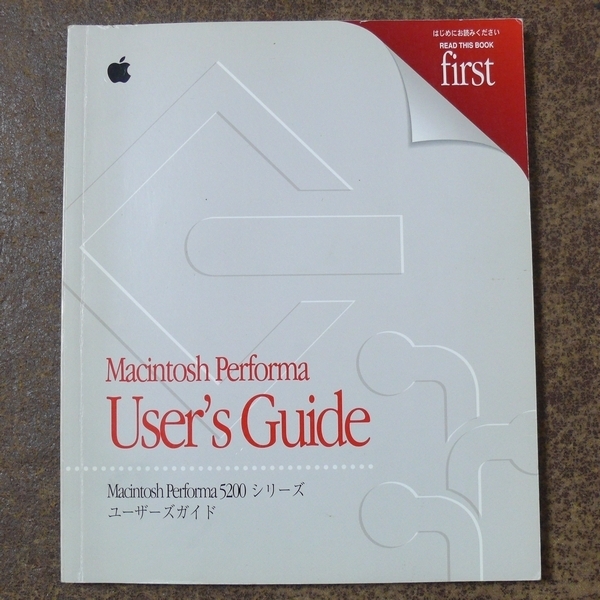 はじめにお読みください
READ THIS BOOK
first
Macintosh Performa
User's Guide
Macintosh Performa 5200 シリーズ
ユーザーズガイド